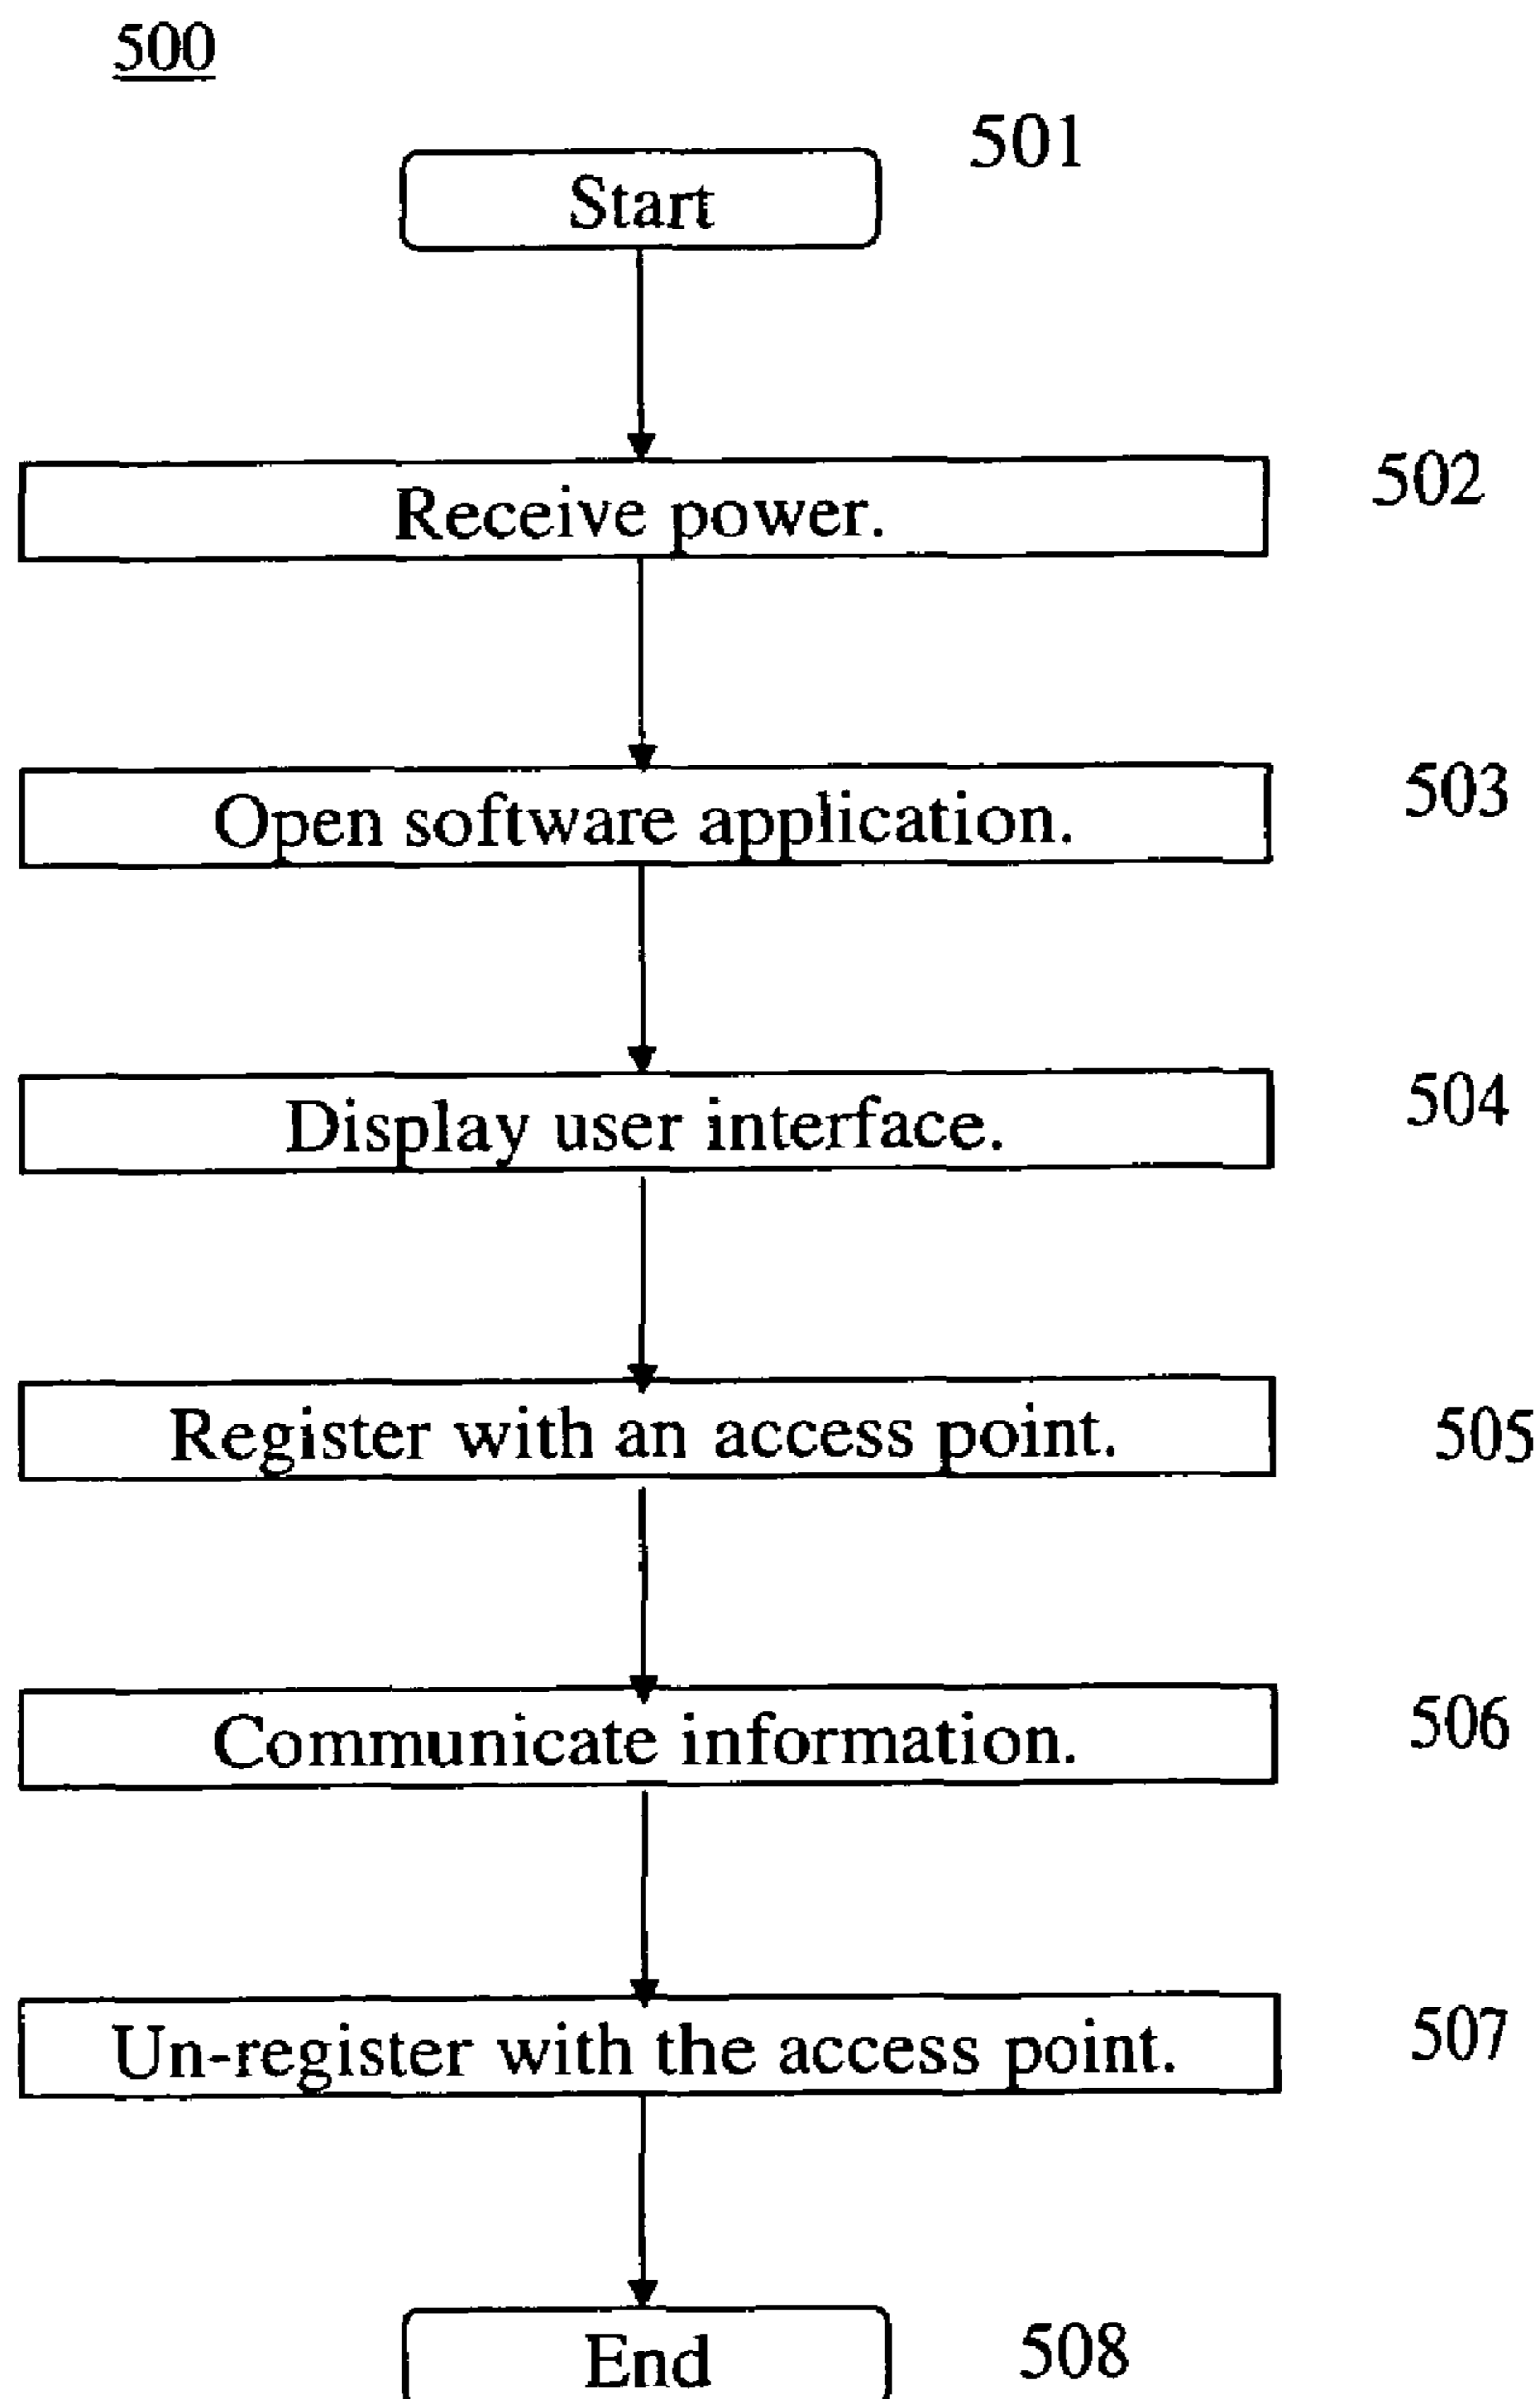 500
501
Start
502
Receive power.
503
Open software application.
504
Display user interface.
505
Register with an access point.
506
Communicate information.
507
Un-register with the access point.
508
End